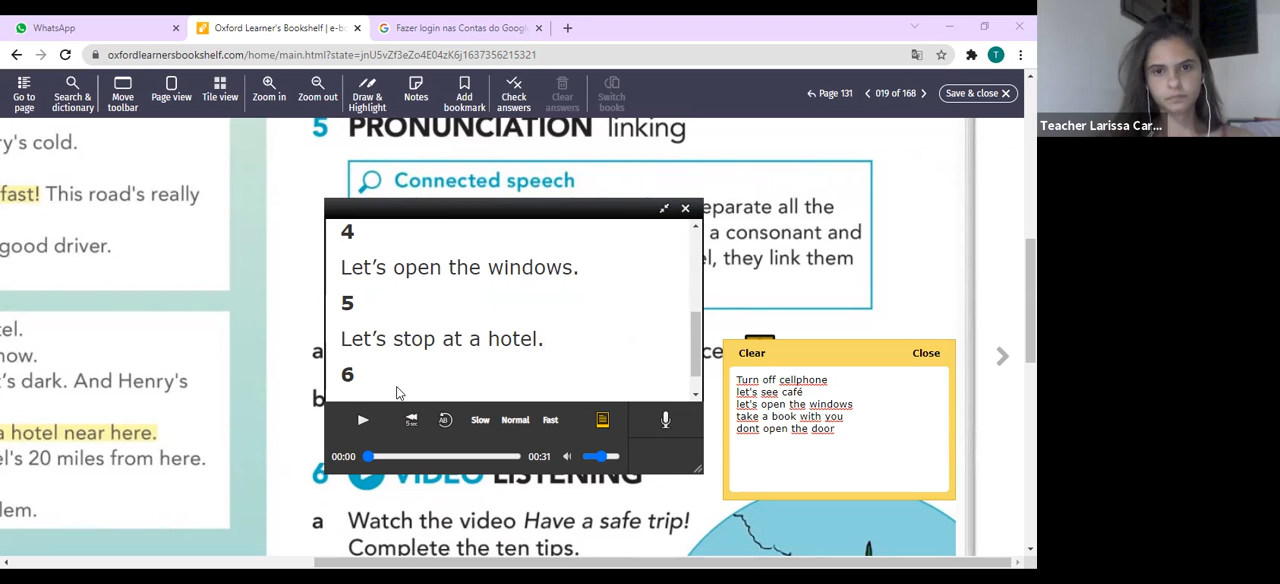 WhatsApp
Oxford Learner's Bookshelf | e-b
Fazer login nas Contas do Googl
oxfordlearnersbookshelf.com/home/main.html?state=jnU5vZf3eZo4E04zK6j1637356215321
T
Go to page
Search & dictionary
Move toolbar
Page view
Tile view
Zoom in
Zoom out
Draw & Highlight
Notes
Add bookmark
Check answers
Clear answers
Switch books
Page 131
019 of 168
Save & close
Teacher Larissa Car...
ry's cold.
fast! This road's really
good driver.
tel.
now.
t's dark. And Henry's
a hotel near here.
el's 20 miles from here.
lem.
5 PRONUNCIATION linking
Connected speech
eparate all the
a consonant and
el, they link them
a
ce
b
4
Let's open the windows.
5
Let's stop at a hotel.
6
5 sec
AB
Slow
Normal
Fast
00:00
00:31
Clear
Close
Turn off cellphone
let's see café
let's open the windows
take a book with you
dont open the door
6 VIDEO LISTENING
a Watch the video Have a safe trip!
Complete the ten tips.